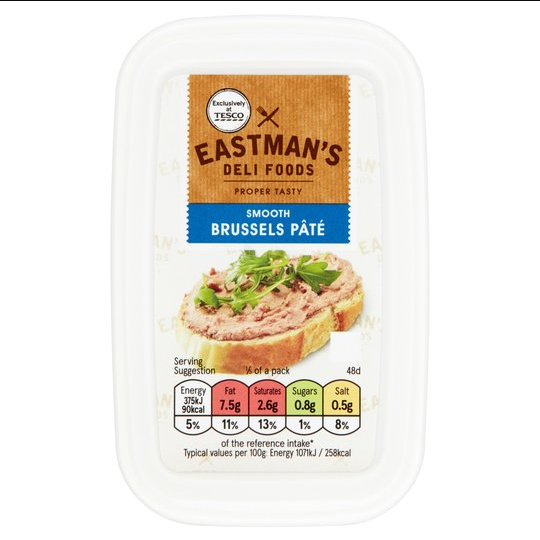 Exclusively
at
TESCO
EASTMAN'S
DELI FOODS
PROPER TASTY
SMOOTH
BRUSSELS PÂTÉ
Serving
Suggestion
of a pack
48d
Energy
375kJ
90kcal
5%
Fat
7.5g
11%
Saturates
2.6g
13%
Sugars
0.8g
1%
Salt
0.5g
8%
of the reference intake*
Typical values per 100g: Energy 1071kJ / 258kcal